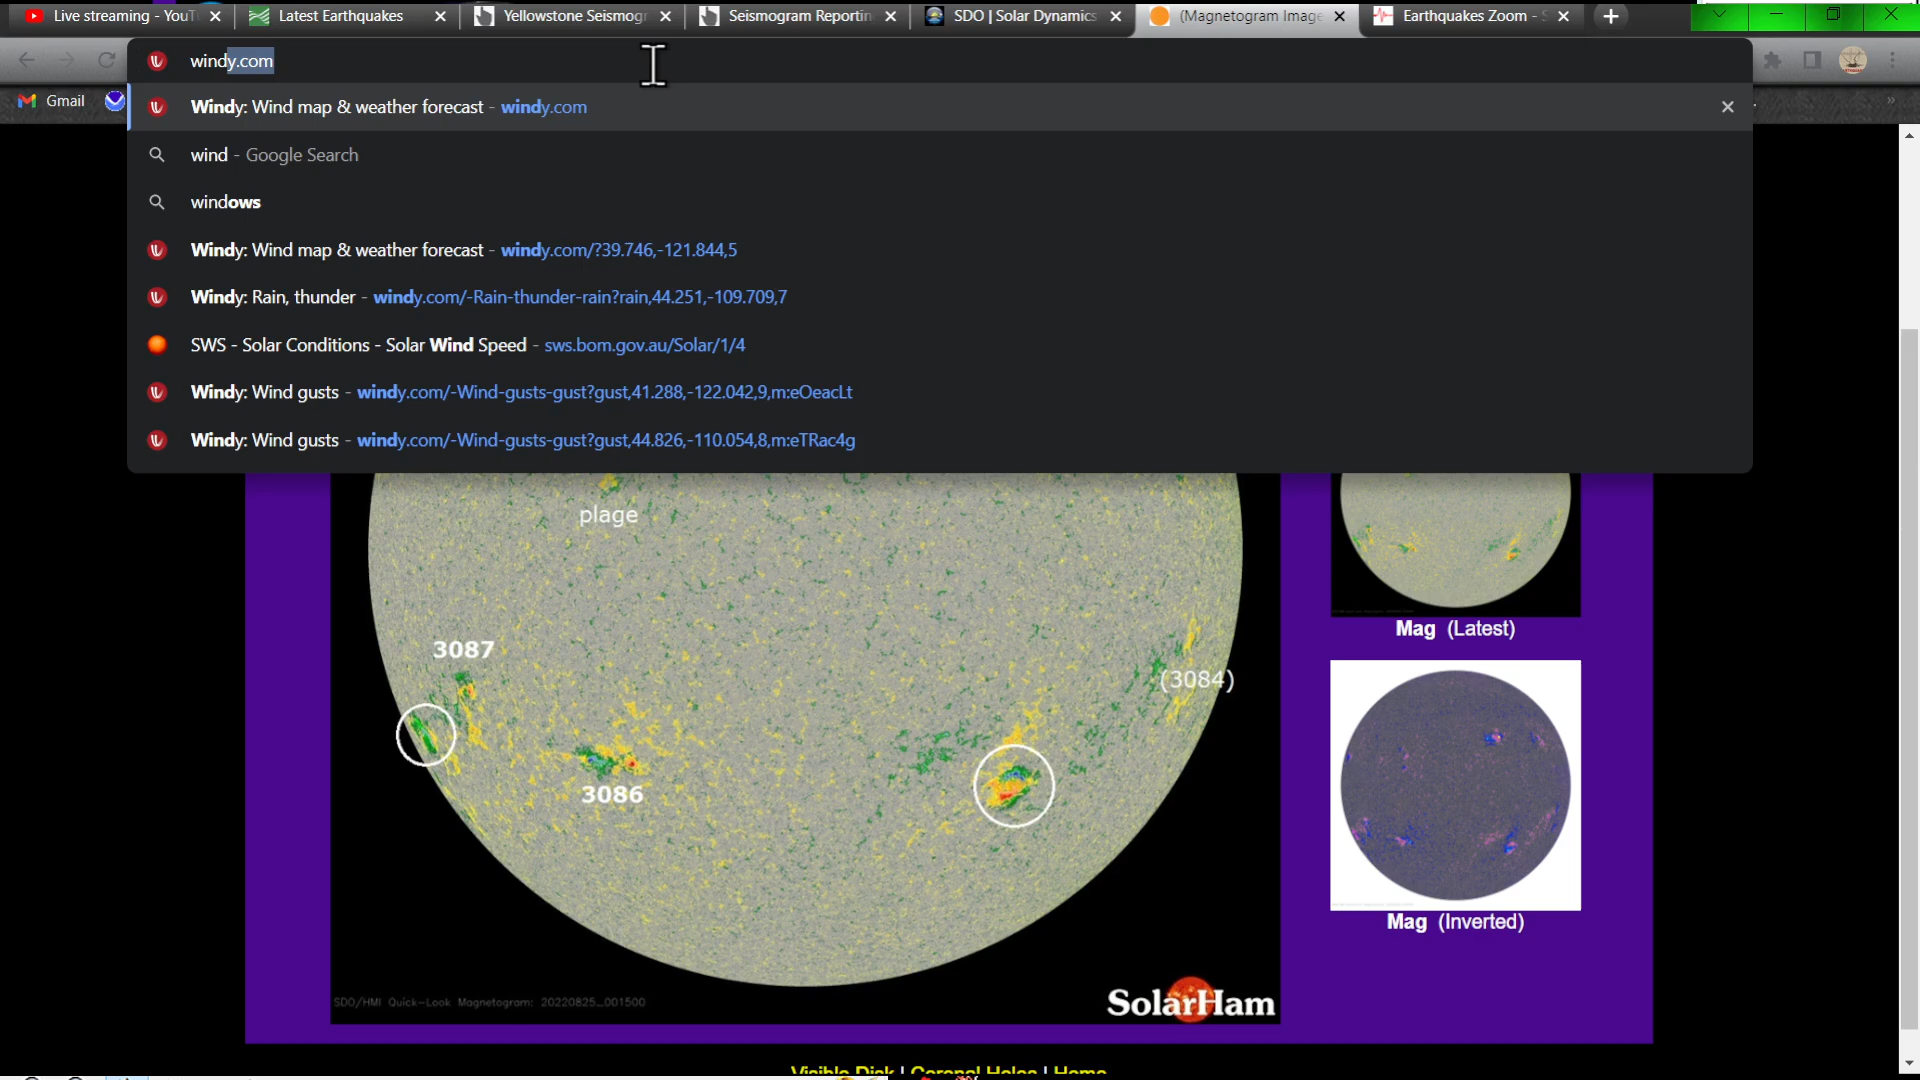 Live streaming - YouT
Latest Earthquakes
Yellowstone Seismogr
Seismogram Reportin
SDO | Solar Dynamics
(Magnetogram Image
Earthquakes Zoom - S
windy.com
Gmail
Windy: Wind map & weather forecast - windy.com
wind - Google Search
windows
Windy: Wind map & weather forecast - windy.com/?39.746,-121.844,5
Windy: Rain, thunder - windy.com/-Rain-thunder-rain?rain,44.251,-109.709,7
SWS - Solar Conditions - Solar Wind Speed - sws.bom.gov.au/Solar/1/4
Windy: Wind gusts - windy.com/-Wind-gusts-gust?gust,41.288,-122.042,9,m:eOeacLt
Windy: Wind gusts - windy.com/-Wind-gusts-gust?gust,44.826,-110.054,8,m:eTRac4g
plage
3087
(3084)
3086
Mag (Latest)
Mag (Inverted)
SDO/HMI Quick-Look Magnetogram: 20220825_001500
SolarHam
Visible Disk | Coronal Holes | Home